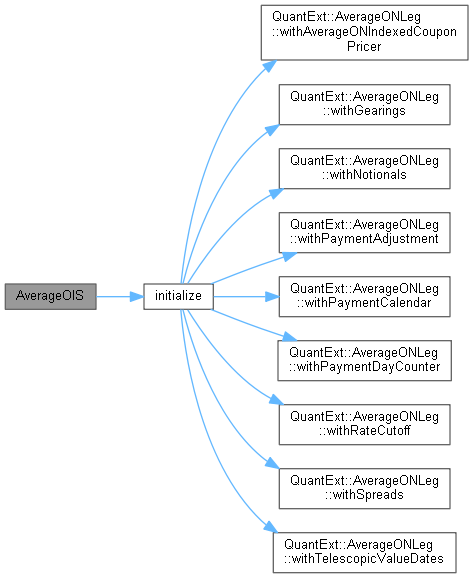 AverageOIS
initialize
QuantExt::AverageONLeg
::withAverageONIndexedCoupon
Pricer
QuantExt::AverageONLeg
::withGearings
QuantExt::AverageONLeg
::withNotionals
QuantExt::AverageONLeg
::withPaymentAdjustment
QuantExt::AverageONLeg
::withPaymentCalendar
QuantExt::AverageONLeg
::withPaymentDayCounter
QuantExt::AverageONLeg
::withRateCutoff
QuantExt::AverageONLeg
::withSpreads
QuantExt::AverageONLeg
::withTelescopicValueDates